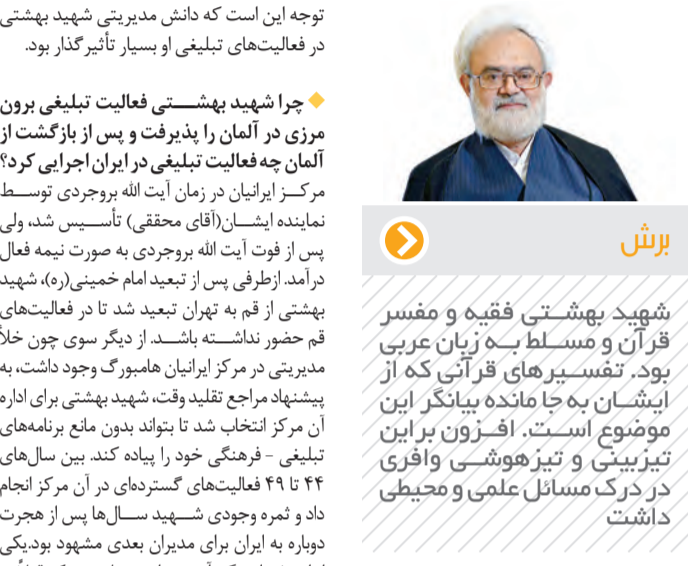 برش
شهید بهشتی فقیه و مفسر
قرآن و مسلط به زبان عربی
بود. تفسیرهای قرآنی که از
ایشان به جا مانده بیانگر این
موضوع است. افزون بر این
تیزبینی و تیزهوشی وافری
در درک مسائل علمی و محیطی
داشت
توجه این است که دانش مدیریتی شهید بهشتی
در فعالیت‌های تبلیغی او بسیار تأثیرگذار بود.
چرا شهید بهشتی فعالیت تبلیغی برون
مرزی در آلمان را پذیرفت و پس از بازگشت از
آلمان چه فعالیت تبلیغی در ایران اجرایی کرد؟
مرکز ایرانیان در زمان آیت الله بروجردی توسط
نماینده ایشان(آقای محققی) تأسیس شد، ولی
پس از فوت آیت الله بروجردی به صورت نیمه فعال
درآمد. ازطرفی پس از تبعید امام خمینی(ره)، شهید
بهشتی از قم به تهران تبعید شد تا در فعالیت‌های
قم حضور نداشته باشد. از دیگر سوی چون خلأ
مدیریتی در مرکز ایرانیان هامبورگ وجود داشت، به
پیشنهاد مراجع تقلید وقت، شهید بهشتی برای اداره
آن مرکز انتخاب شد تا بتواند بدون مانع برنامه‌های
تبلیغی - فرهنگی خود را پیاده کند. بین سال‌های
۴۴ تا ۴۹ فعالیت‌های گسترده‌ای در آن مرکز انجام
داد و ثمره وجودی شهید سال‌ها پس از هجرت
دوباره به ایران برای مدیران بعدی مشهود بود.یکی